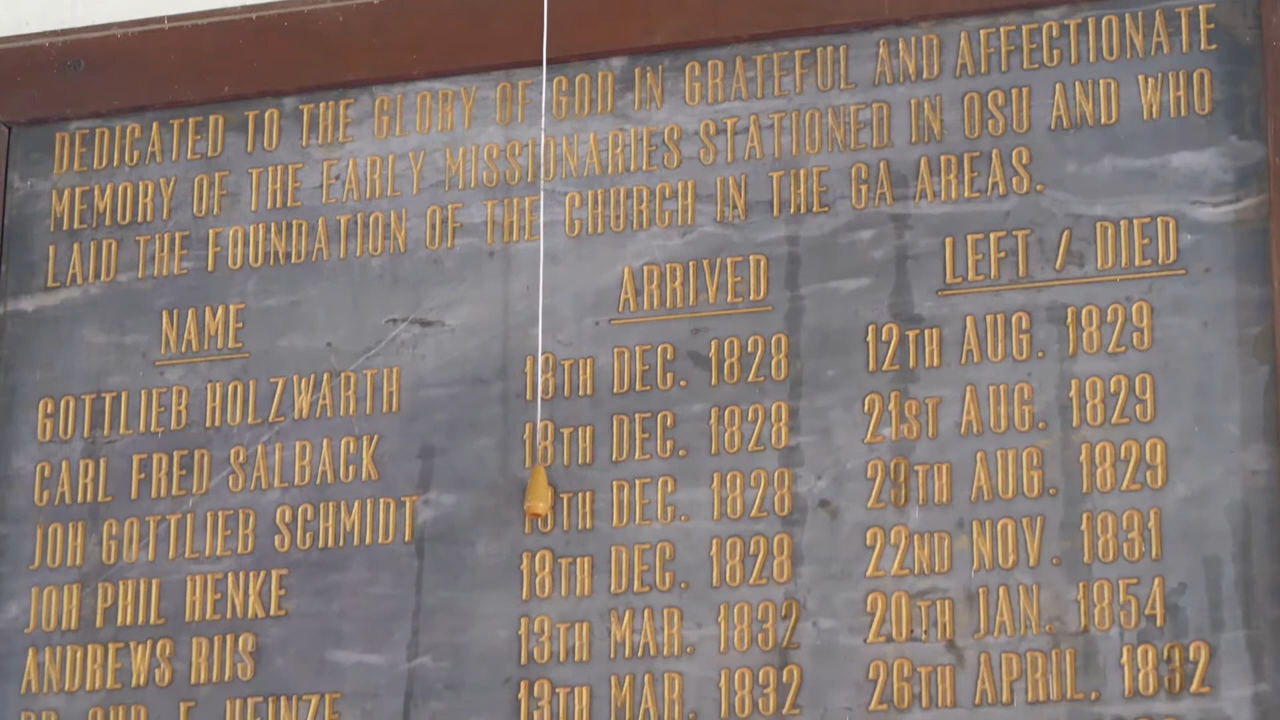 DEDICATED TO THE GLORY OF GOD IN GRATEFUL AND AFFECTIONATE
MEMORY OF THE EARLY MISSIONARIES STATIONED IN OSU AND WHO
LAID THE FOUNDATION OF THE CHURCH IN THE GA AREAS.
NAME ARRIVED LEFT / DIED
GOTTLIEB HOLZWARTH 18TH DEC. 1828 12TH AUG. 1829
CARL FRED SALBACK 18TH DEC. 1828 21ST AUG. 1829
JOH GOTTLIEB SCHMIDT 18TH DEC. 1828 29TH AUG. 1829
JOH PHIL HENKE 18TH DEC. 1828 22ND NOV. 1831
ANDREWS RIIS 13TH MAR. 1832 20TH JAN. 1854
HEINZE 13TH MAR. 1832 26TH APRIL, 1832